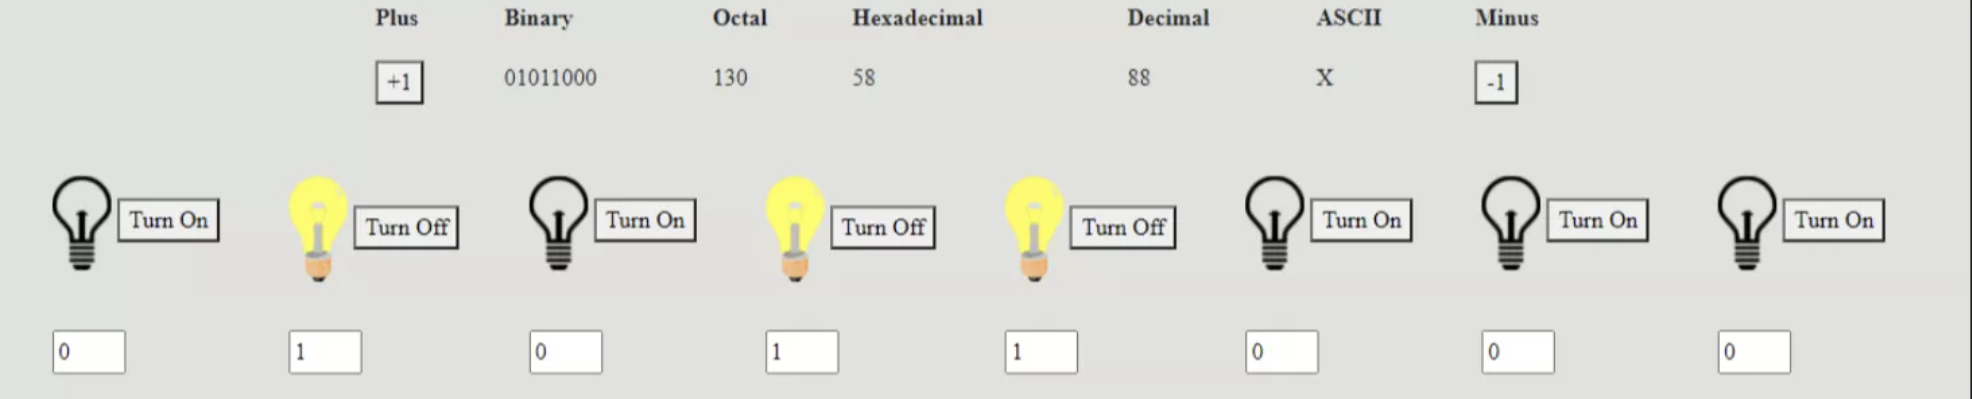 Plus Binary Octal Hexadecimal Decimal ASCII Minus
+1 01011000 130 58 88 X -1
Turn On Turn Off Turn On Turn Off Turn Off Turn On Turn On Turn On
0 1 0 1 1 0 0 0